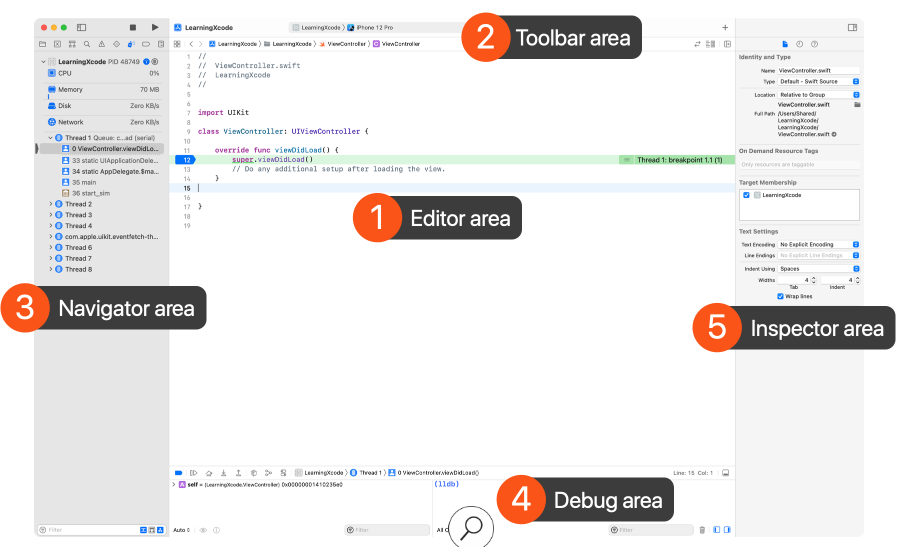 LearningXcode
LearningXcode 〉 iPhone 12 Pro
2 Toolbar area
LearningXcode 〉 LearningXcode 〉 ViewController 〉 C ViewController
LearningXcode PID 48749
CPU 0%
Memory 70 MB
Disk Zero KB/s
Network Zero KB/s
Thread 1 Queue: c...ad (serial)
0 ViewController.viewDidLo...
33 static UIApplicationDele...
34 static AppDelegate.$ma...
35 main
36 start_sim
Thread 2
Thread 3
Thread 4
com.apple.uikit.eventfetch-th...
Thread 6
Thread 7
Thread 8
3 Navigator area
Filter
1 //
2 // ViewController.swift
3 // LearningXcode
4 //
5
6
7 import UIKit
8
9 class ViewController: UIViewController {
10
11 override func viewDidLoad() {
12 super.viewDidLoad() Thread 1: breakpoint 1.1 (1)
13 // Do any additional setup after loading the view.
14 }
15
16
17 }
18
19
1 Editor area
LearningXcode 〉 Thread 1 〉 0 ViewController.viewDidLoad()
Line: 15 Col: 1
A self = (LearningXcode.ViewController) 0x00000001410235e0
(lldb)
4 Debug area
Auto
Filter
Filter
Identity and Type
Name ViewController.swift
Type Default - Swift Source
Location Relative to Group
ViewController.swift
Full Path /Users/Shared/
LearningXcode/
LearningXcode/
ViewController.swift
On Demand Resource Tags
Only resources are taggable
Target Membership
LearningXcode
Text Settings
Text Encoding No Explicit Encoding
Line Endings No Explicit Line Endings
Indent Using Spaces
Widths 4 4
Tab Indent
Wrap lines
5 Inspector area